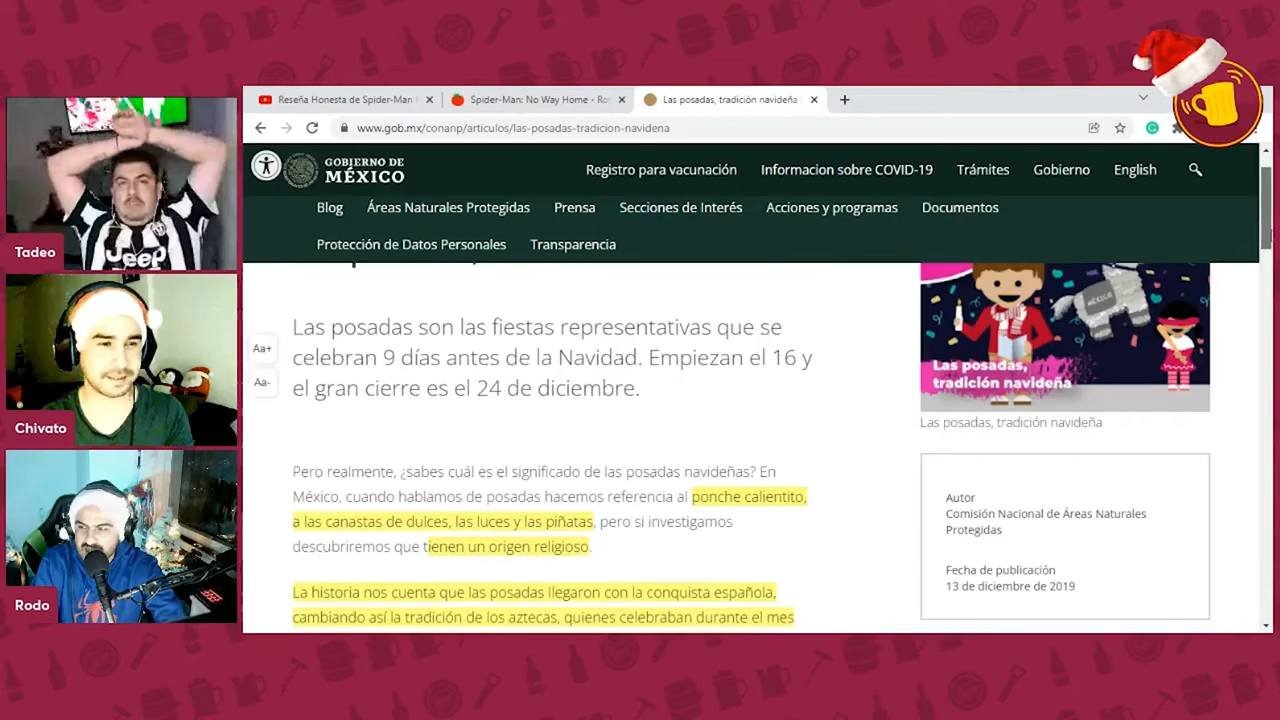 Reseña Honesta de Spider-Man
Spider-Man: No Way Home - Ro
Las posadas, tradición navideña
www.gob.mx/conanp/articulos/las-posadas-tradicion-navidena
GOBIERNO DE
MÉXICO
Registro para vacunación
Informacion sobre COVID-19
Trámites
Gobierno
English
Blog
Áreas Naturales Protegidas
Prensa
Secciones de Interés
Acciones y programas
Documentos
Protección de Datos Personales
Transparencia
Aa+
Aa-
Las posadas son las fiestas representativas que se
celebran 9 días antes de la Navidad. Empiezan el 16 y
el gran cierre es el 24 de diciembre.
Pero realmente, ¿sabes cuál es el significado de las posadas navideñas? En
México, cuando hablamos de posadas hacemos referencia al ponche calientito,
a las canastas de dulces, las luces y las piñatas, pero si investigamos
descubriremos que tienen un origen religioso.
La historia nos cuenta que las posadas llegaron con la conquista española,
cambiando así la tradición de los aztecas, quienes celebraban durante el mes
MÉXICO
Las posadas,
tradición navideña
Las posadas, tradición navideña
Autor
Comisión Nacional de Áreas Naturales
Protegidas
Fecha de publicación
13 de diciembre de 2019
Jeep
Tadeo
Chivato
Rodo